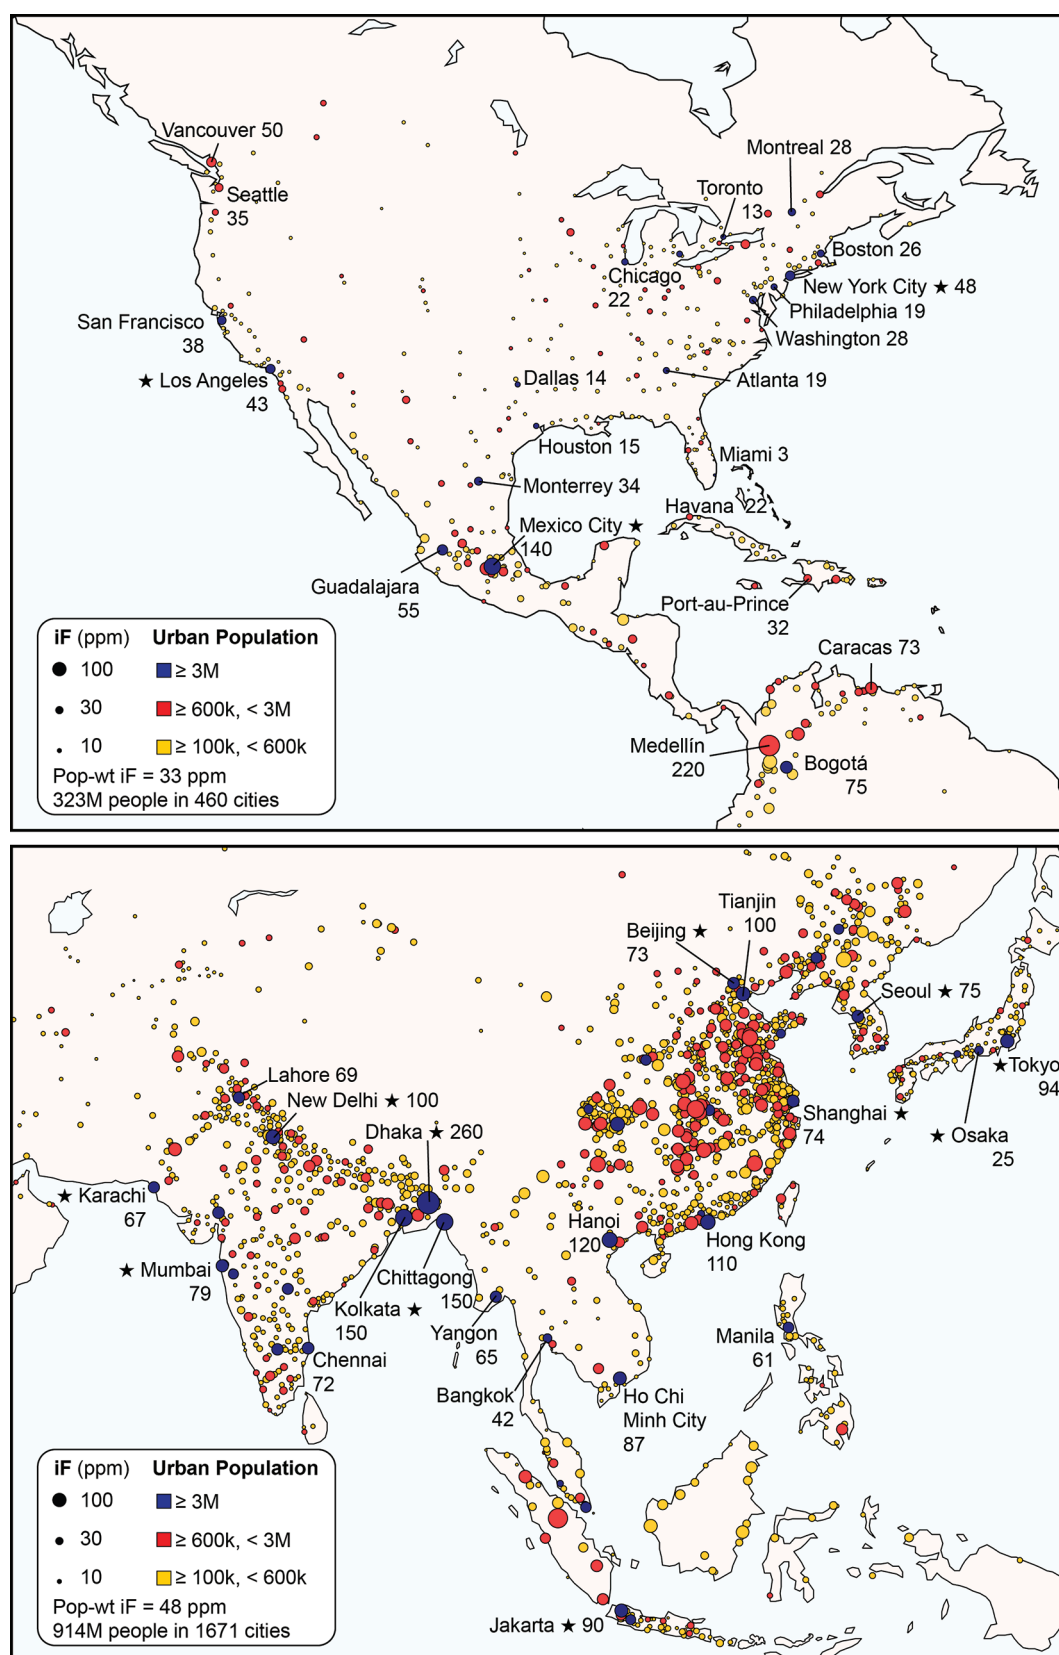 Vancouver 50
Seattle
35
Montreal 28
Toronto
13
Boston 26
Chicago
22
New York City ★ 48
Philadelphia 19
Washington 28
San Francisco
38
★ Los Angeles
43
Dallas 14
Atlanta 19
Houston 15
Miami 3
Monterrey 34
Havana 22
Mexico City ★
140
Guadalajara
55
Port-au-Prince
32
Caracas 73
Medellín
220
Bogotá
75
iF (ppm) Urban Population
100 ≥ 3M
30 ≥ 600k, < 3M
10 ≥ 100k, < 600k
Pop-wt iF = 33 ppm
323M people in 460 cities
Tianjin
100
Beijing ★
73
Seoul ★ 75
★ Tokyo
94
Lahore 69
New Delhi ★ 100
Dhaka ★ 260
Shanghai ★
74
★ Osaka
25
★ Karachi
67
Hanoi
120
Hong Kong
110
★ Mumbai
79
Chittagong
150
Kolkata ★
150
Yangon
65
Manila
61
Chennai
72
Bangkok
42
Ho Chi
Minh City
87
iF (ppm) Urban Population
100 ≥ 3M
30 ≥ 600k, < 3M
10 ≥ 100k, < 600k
Pop-wt iF = 48 ppm
914M people in 1671 cities
Jakarta ★ 90